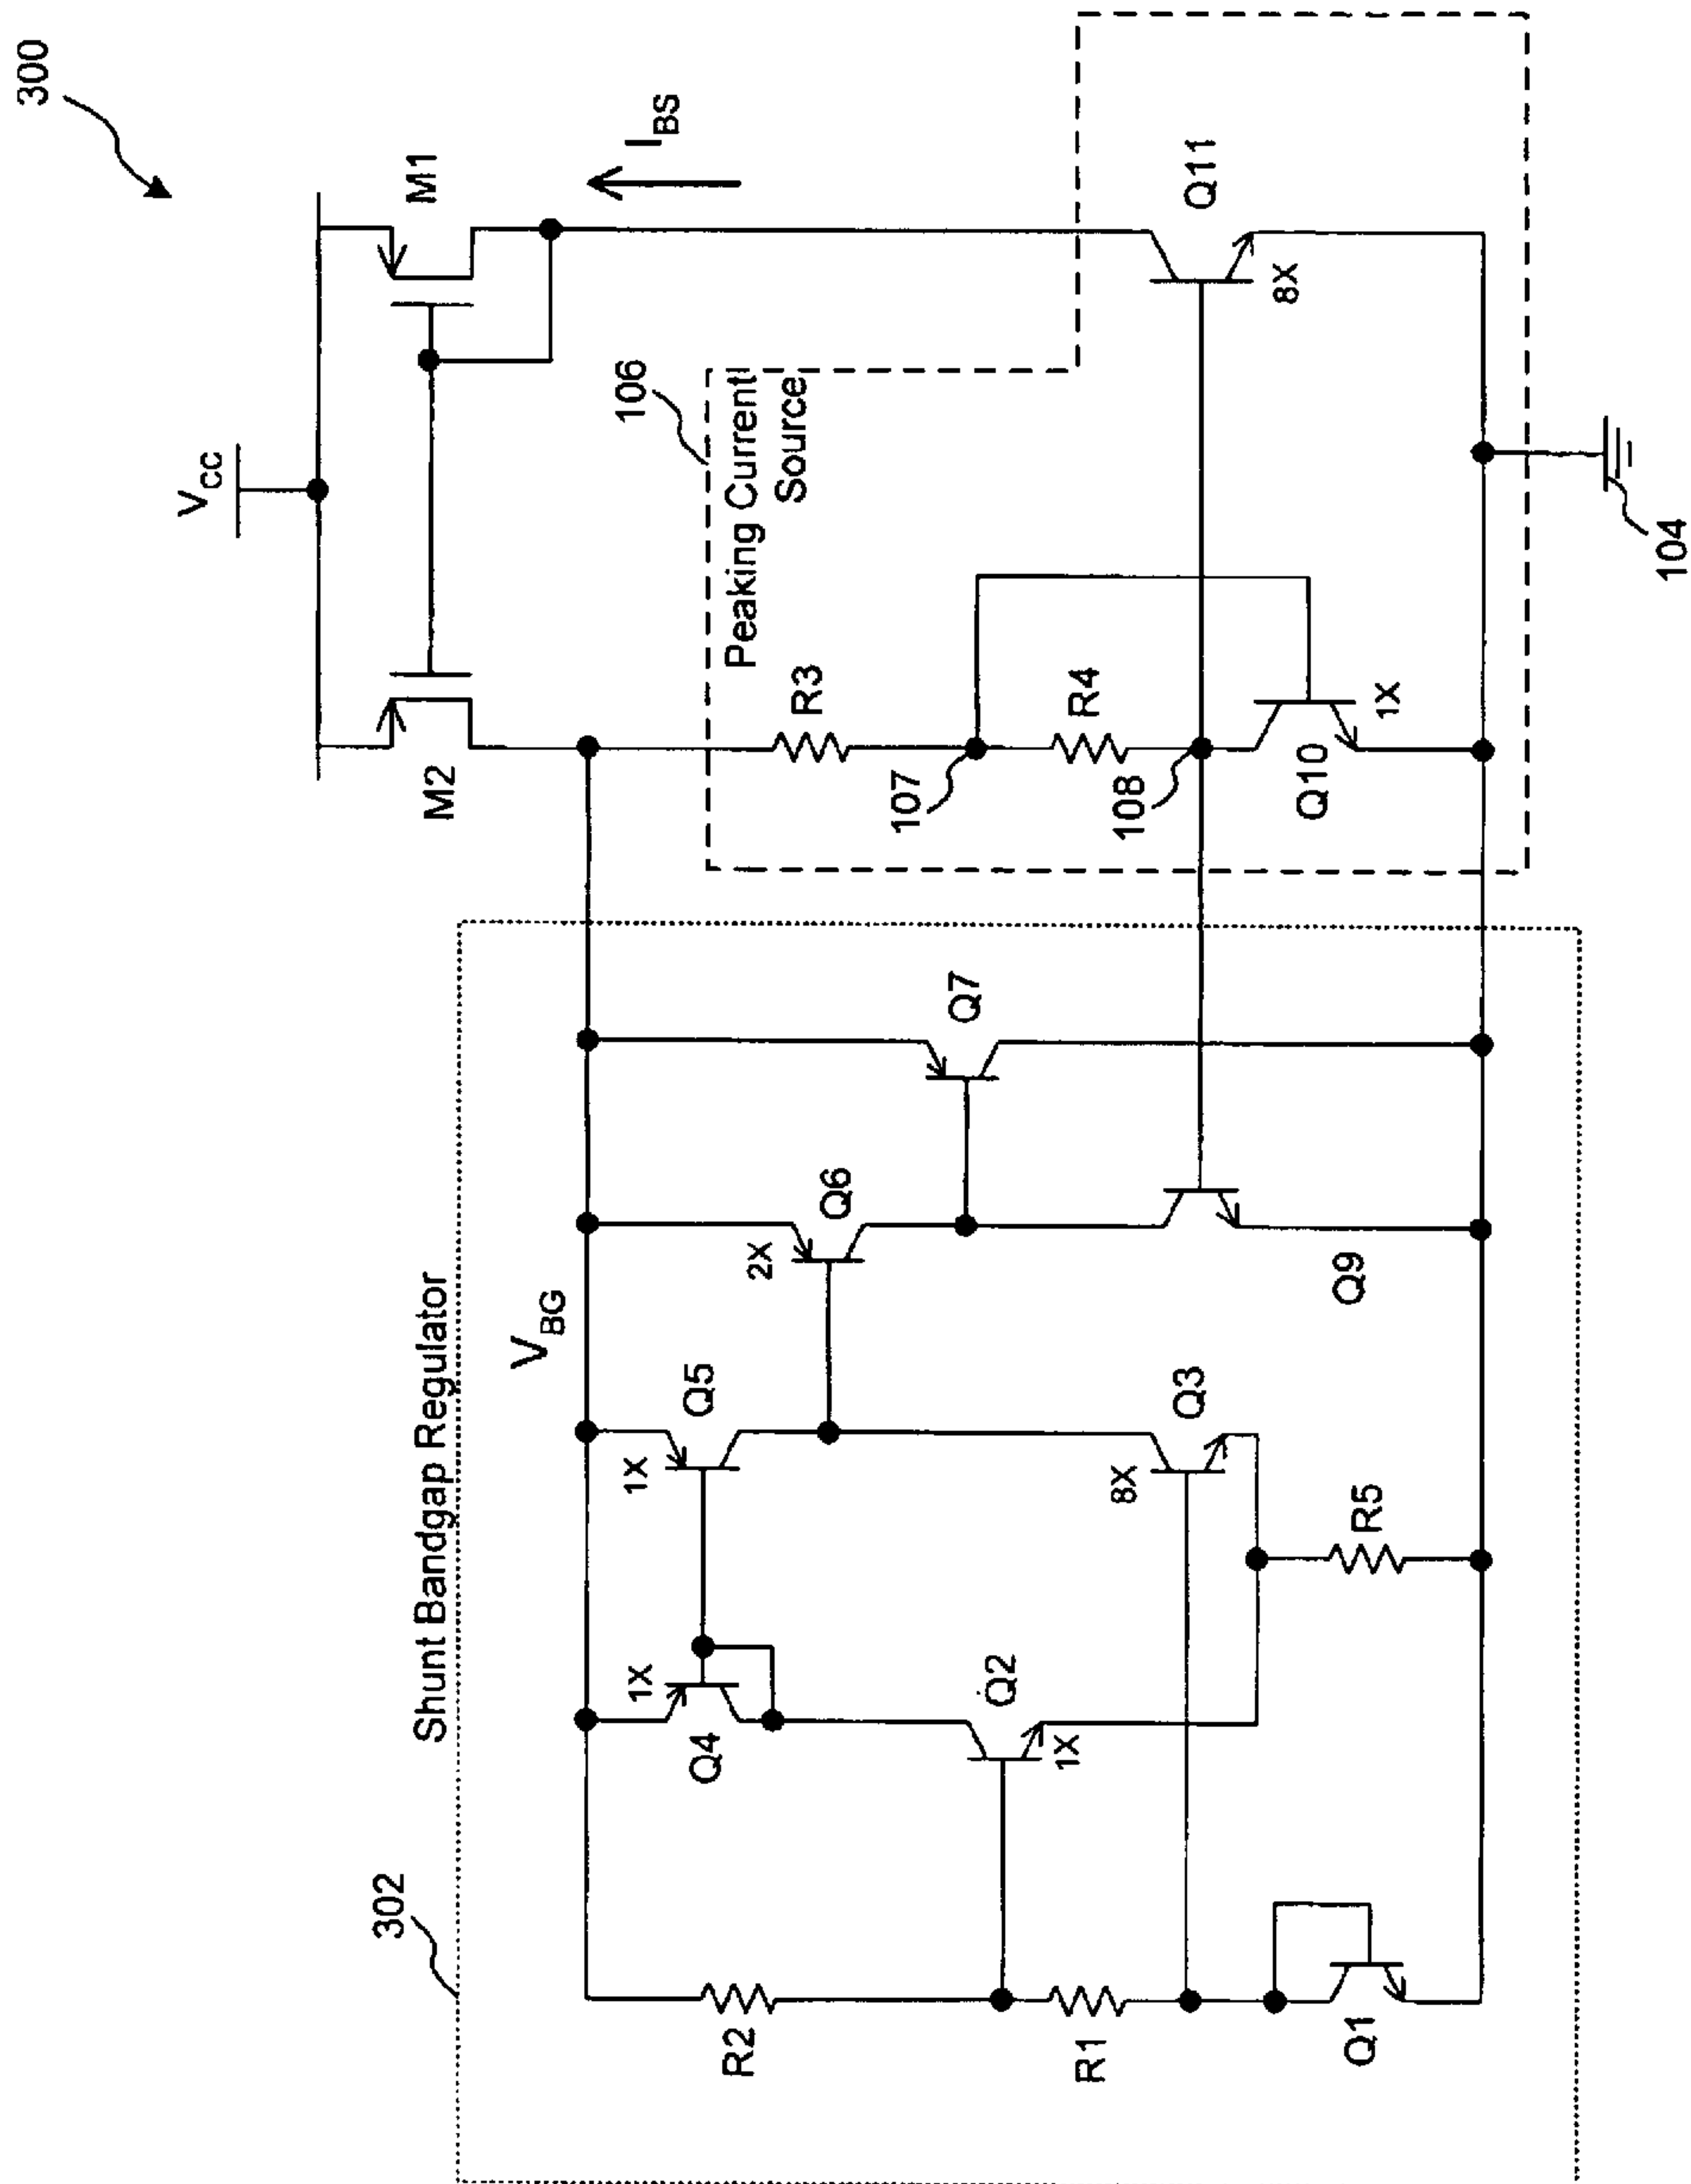 300
V_CC
M2
M1
I_BS
106
Peaking Current
Source
R3
107
R4
108
Q10
1X
Q11
8X
104
302
Shunt Bandgap Regulator
V_BG
R2
R1
Q1
1X
Q4
Q2
1X
1X
Q5
8X
Q3
R5
2X
Q6
Q9
Q7